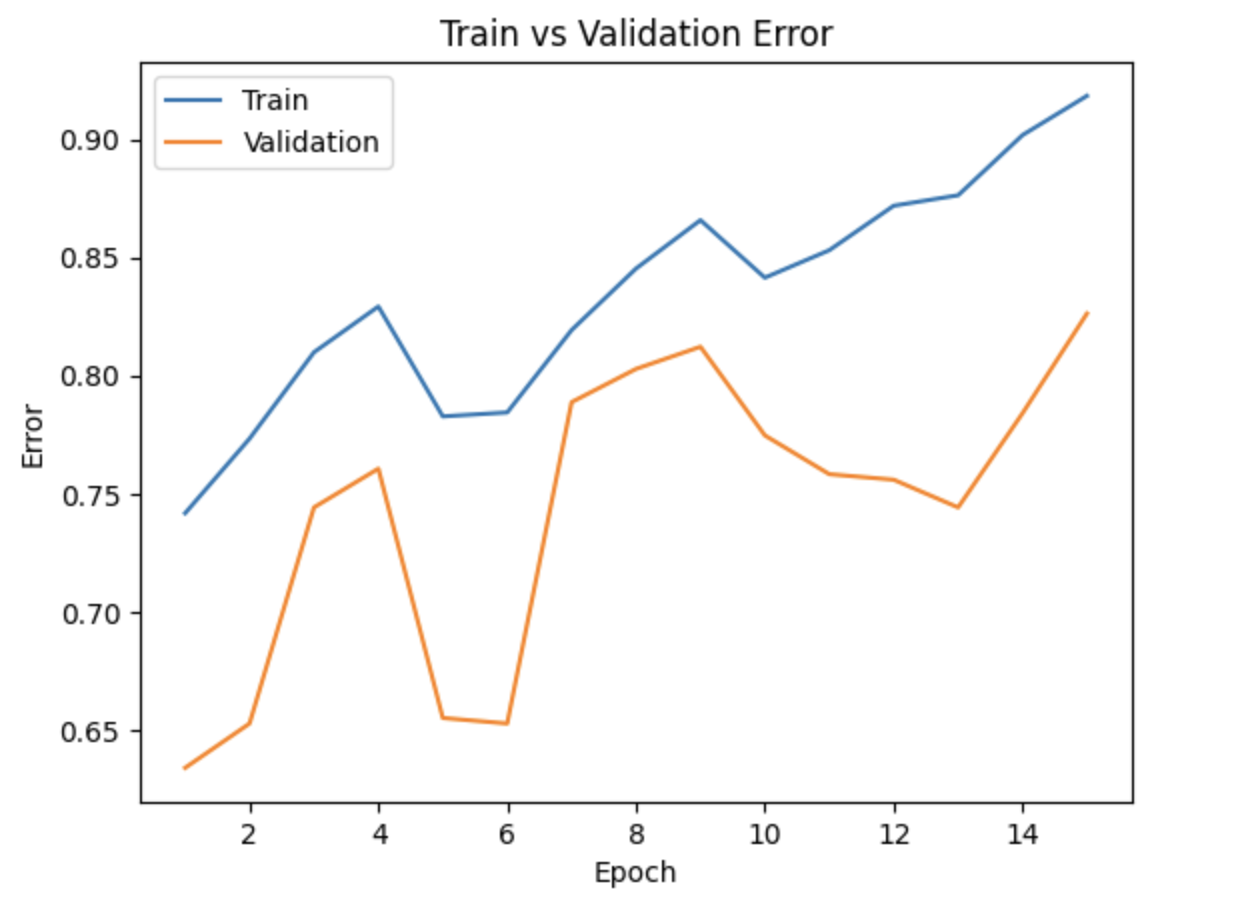 Train vs Validation Error
Train
Validation
0.90
0.85
0.80
0.75
0.70
0.65
Error
2 4 6 8 10 12 14
Epoch